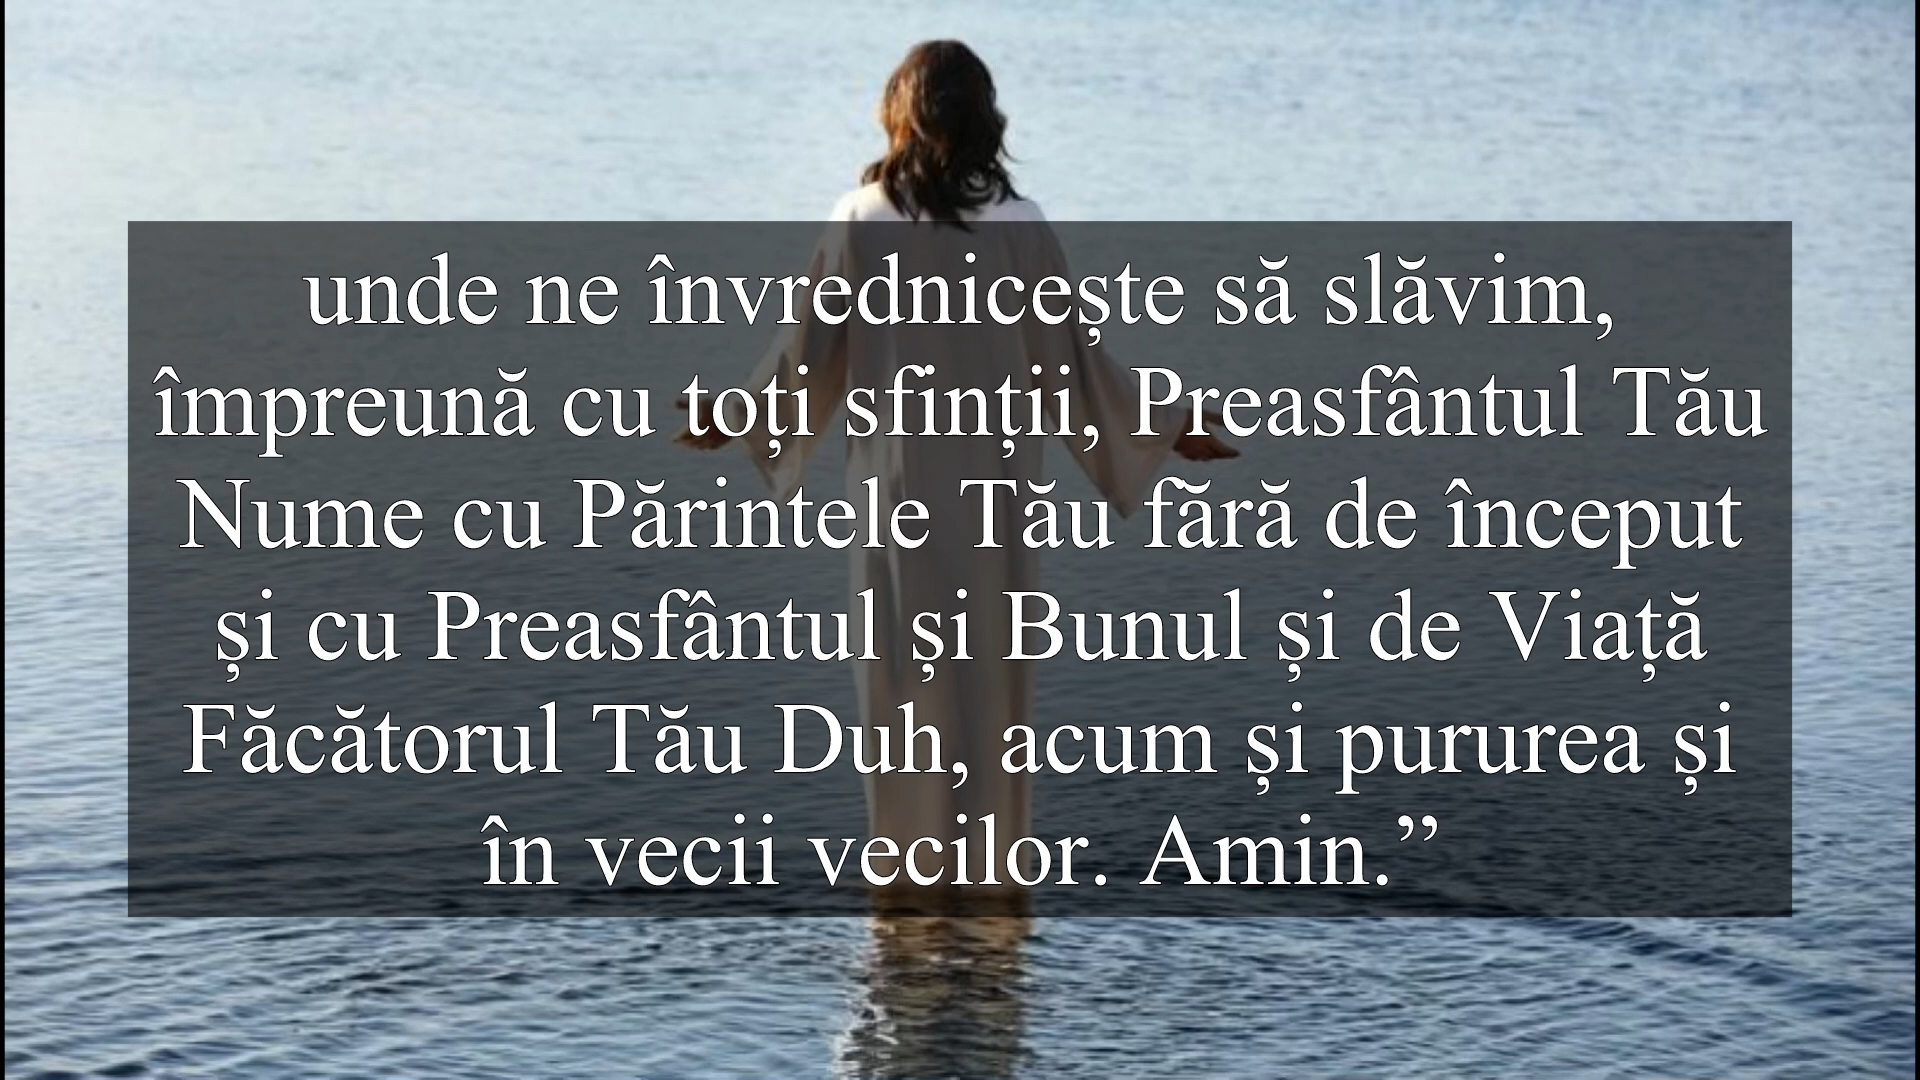 unde ne învrednicește să slăvim,
împreună cu toți sfinții, Preasfântul Tău
Nume cu Părintele Tău fără de început
și cu Preasfântul și Bunul și de Viață
Făcătorul Tău Duh, acum și pururea și
în vecii vecilor. Amin.”